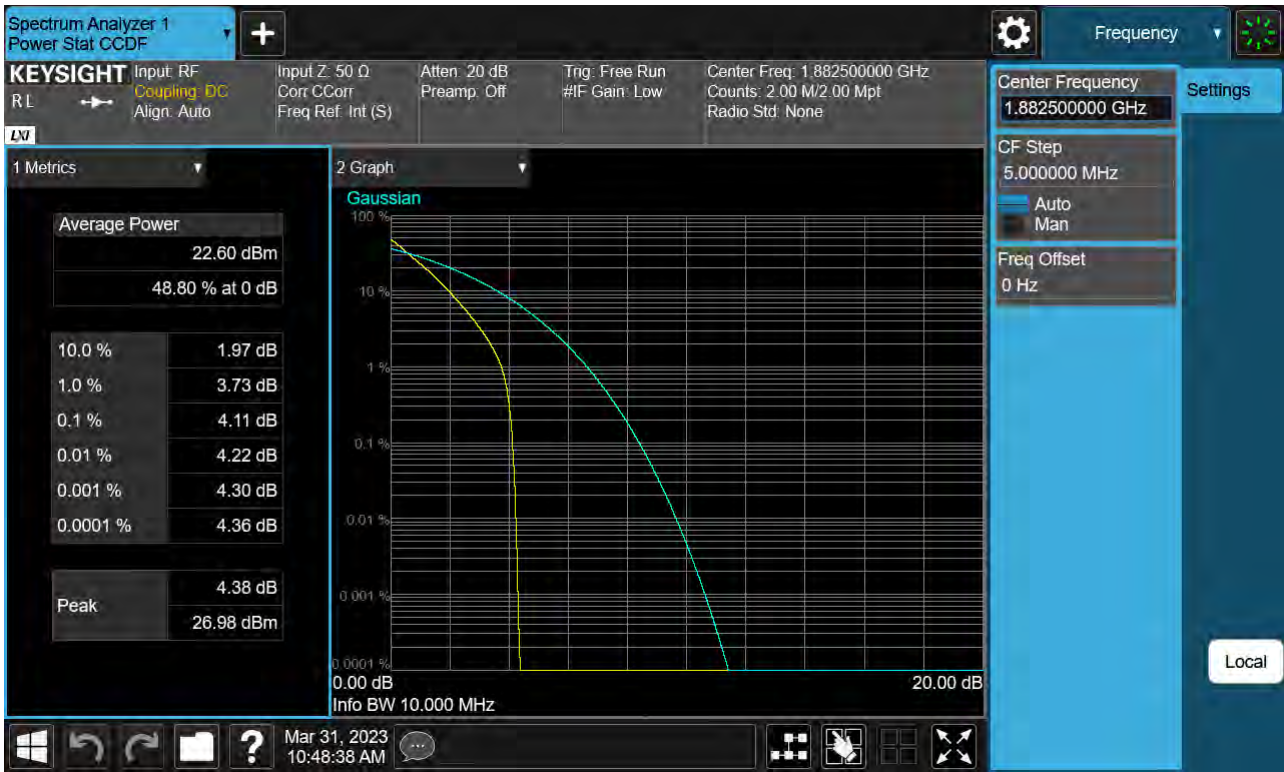 Spectrum Analyzer 1
Power Stat CCDF
Frequency
KEYSIGHT
R L
LXI
Input: RF
Coupling: DC
Align: Auto
Input Z: 50 Ω
Corr CCorr
Freq Ref: Int (S)
Atten: 20 dB
Preamp: Off
Trig: Free Run
#IF Gain: Low
Center Freq: 1.882500000 GHz
Counts: 2.00 M/2.00 Mpt
Radio Std: None
Center Frequency
1.882500000 GHz
Settings
CF Step
5.000000 MHz
Auto
Man
Freq Offset
0 Hz
1 Metrics
Average Power
22.60 dBm
48.80 % at 0 dB
10.0 % 1.97 dB
1.0 % 3.73 dB
0.1 % 4.11 dB
0.01 % 4.22 dB
0.001 % 4.30 dB
0.0001 % 4.36 dB
Peak
4.38 dB
26.98 dBm
2 Graph
Gaussian
100 %
10 %
1 %
0.1 %
0.01 %
0.001 %
0.0001 %
0.00 dB 20.00 dB
Info BW 10.000 MHz
Local
?
Mar 31, 2023
10:48:38 AM